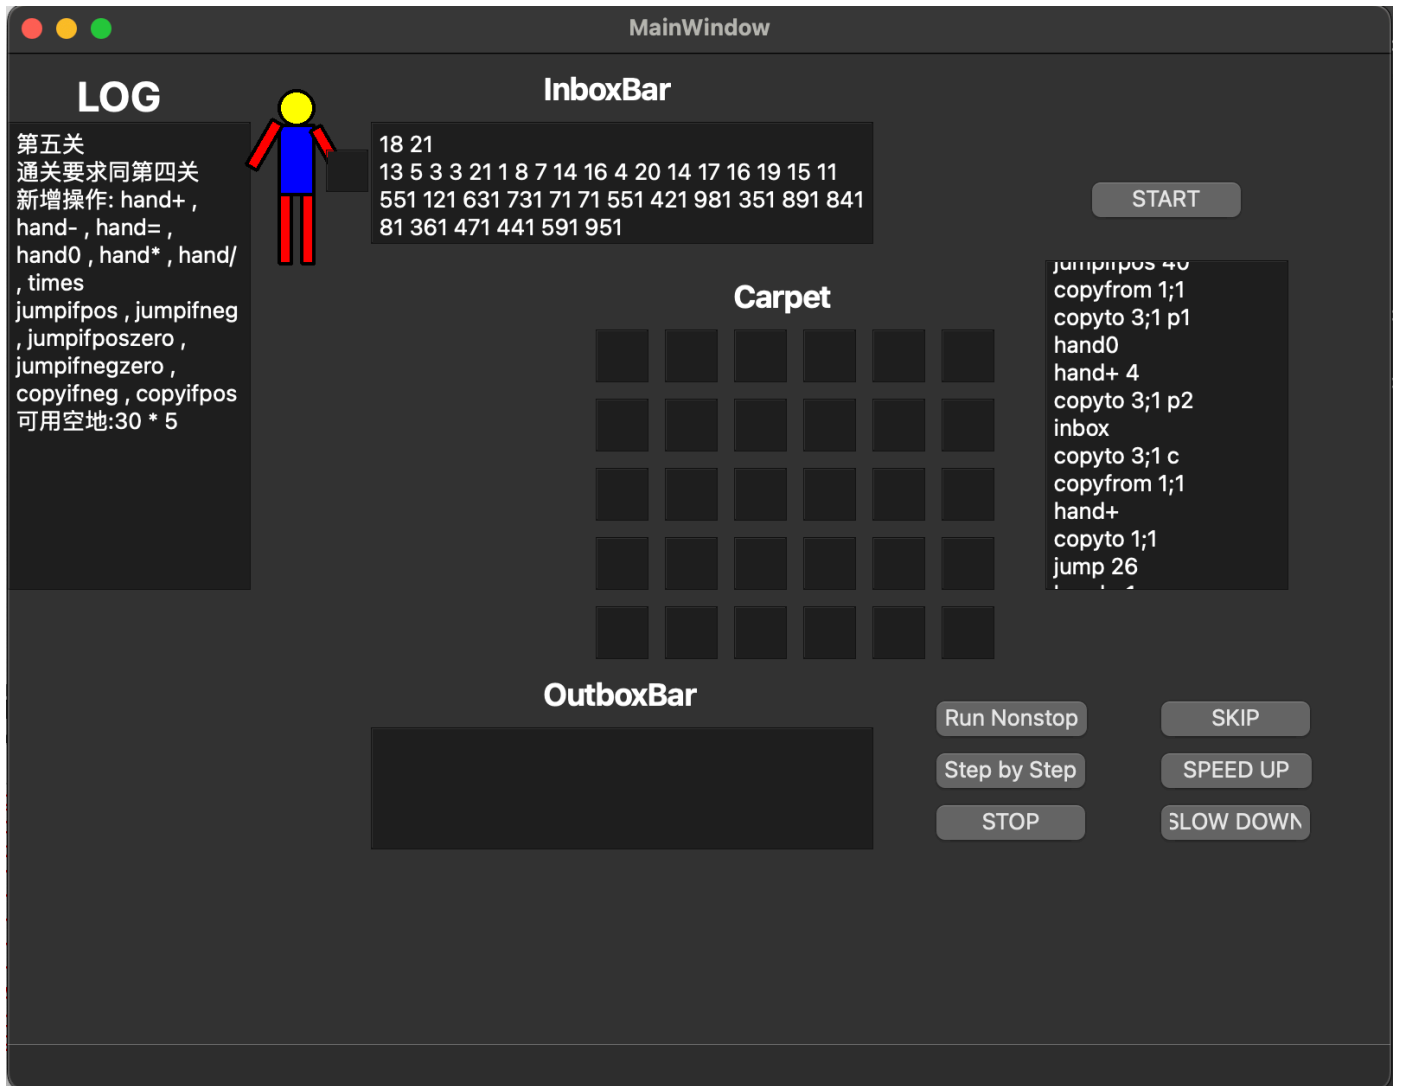 MainWindow
LOG
第五关
通关要求同第四关
新增操作: hand+ ,
hand- , hand= ,
hand0 , hand* , hand/
, times
jumpifpos , jumpifneg
, jumpifposzero ,
jumpifnegzero ,
copyifneg , copyifpos
可用空地:30 * 5
InboxBar
18 21
13 5 3 3 21 1 8 7 14 16 4 20 14 17 16 19 15 11
551 121 631 731 71 71 551 421 981 351 891 841
81 361 471 441 591 951
Carpet
START
jumpifpos 40
copyfrom 1;1
copyto 3;1 p1
hand0
hand+ 4
copyto 3;1 p2
inbox
copyto 3;1 c
copyfrom 1;1
hand+
copyto 1;1
jump 26
OutboxBar
Run Nonstop
SKIP
Step by Step
SPEED UP
STOP
SLOW DOWN